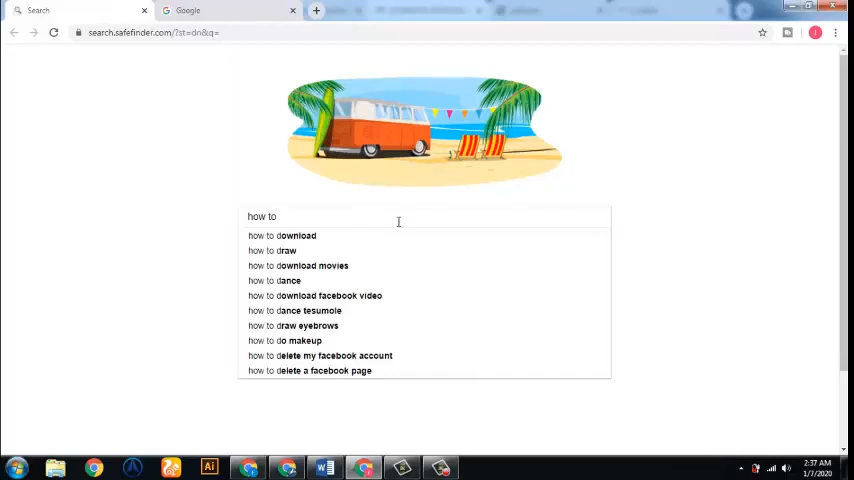 Search
Google
search.safefinder.com/?st=dn&q=
how to
how to download
how to draw
how to download movies
how to dance
how to download facebook video
how to dance tesumole
how to draw eyebrows
how to do makeup
how to delete my facebook account
how to delete a facebook page
Ai
2:37 AM
1/7/2020